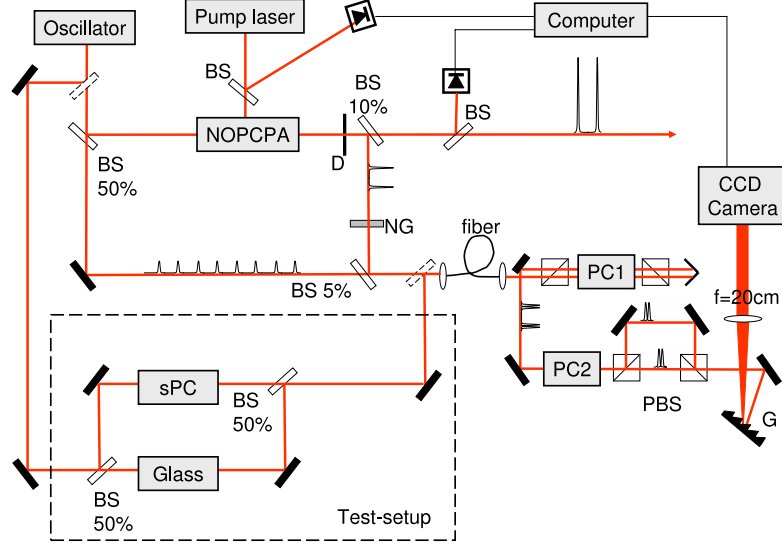 Oscillator
Pump laser
Computer
BS
BS
10%
BS
NOPCPA
D
BS
50%
CCD
Camera
NG
fiber
BS 5%
PC1
f=20cm
sPC
BS
50%
PC2
PBS
G
Glass
BS
50%
Test-setup